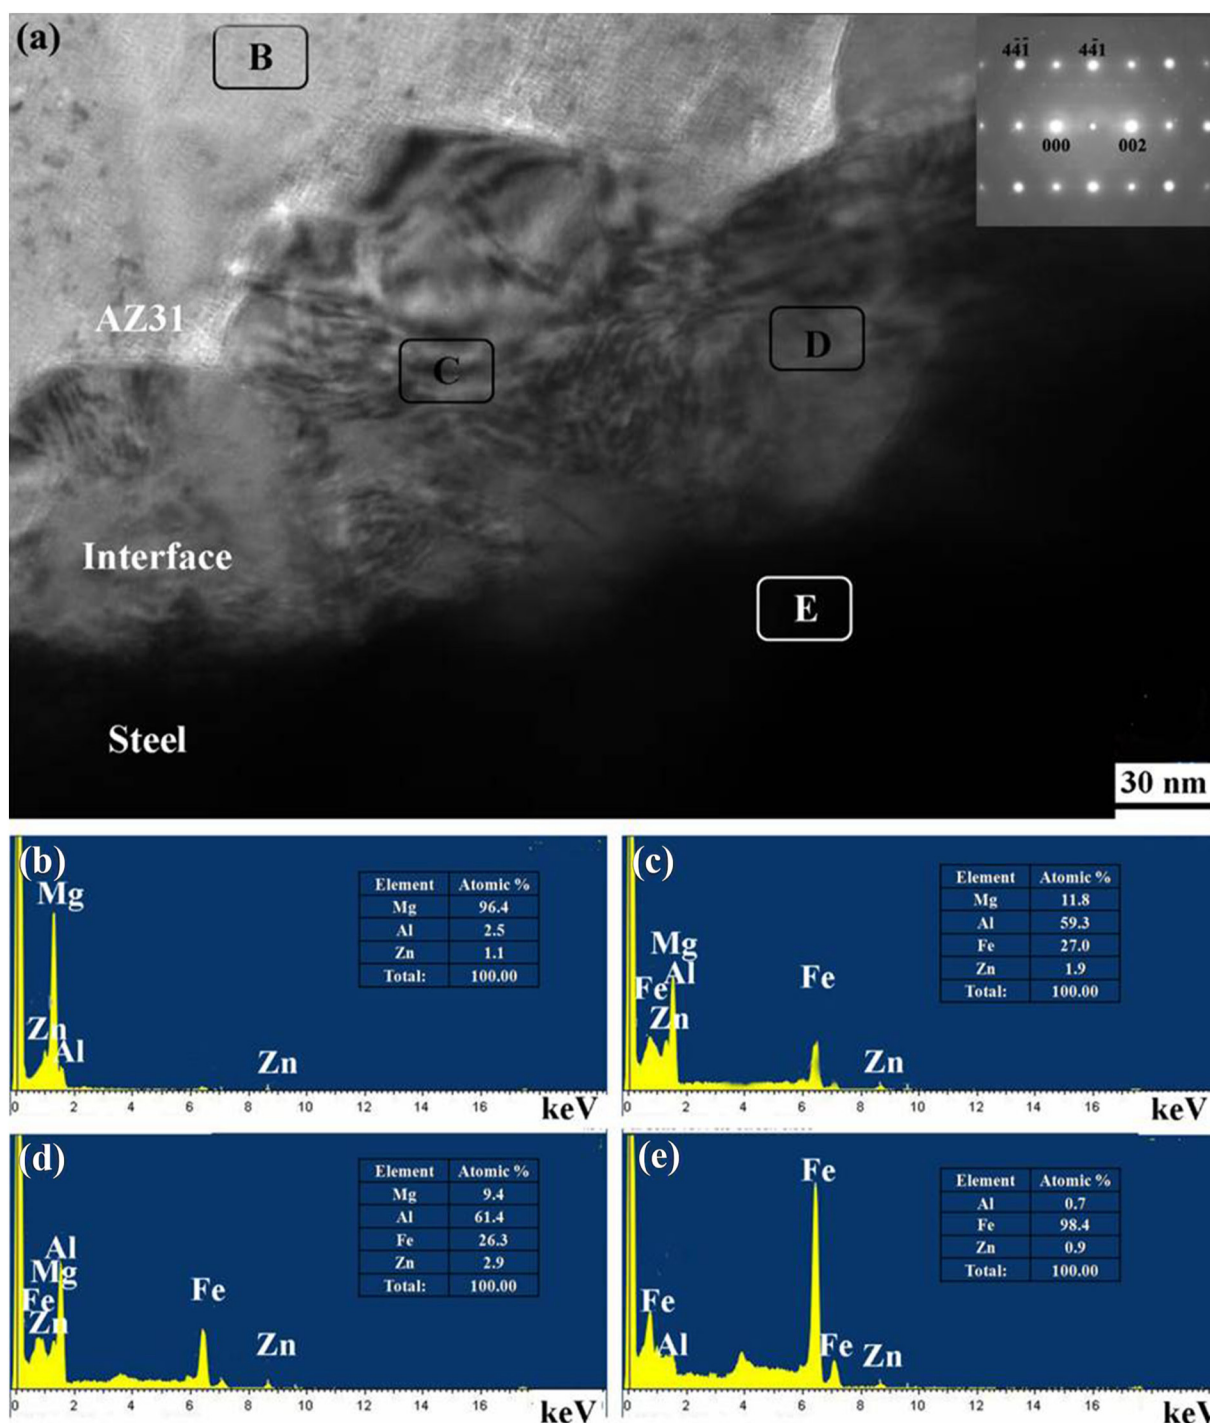 (a)
B
44̄1̄ 44̄1
000 002
AZ31
C
D
Interface
E
Steel
30 nm
(b)
Mg
Zn
Al
Zn
Element Atomic %
Mg 96.4
Al 2.5
Zn 1.1
Total: 100.00
0 2 4 6 8 10 12 14 16 keV
(c)
Mg
Al
Fe
Zn
Fe
Zn
Element Atomic %
Mg 11.8
Al 59.3
Fe 27.0
Zn 1.9
Total: 100.00
0 2 4 6 8 10 12 14 16 keV
(d)
Al
Mg
Fe
Zn
Fe
Zn
Element Atomic %
Mg 9.4
Al 61.4
Fe 26.3
Zn 2.9
Total: 100.00
0 2 4 6 8 10 12 14 16 keV
(e)
Fe
Fe
Al
Fe
Zn
Element Atomic %
Al 0.7
Fe 98.4
Zn 0.9
Total: 100.00
0 2 4 6 8 10 12 14 16 keV